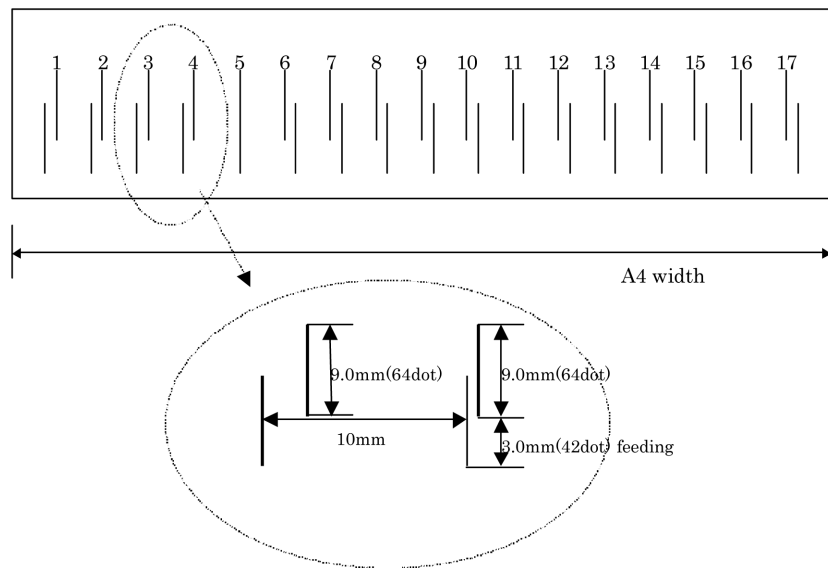 1 2 3 4 5 6 7 8 9 10 11 12 13 14 15 16 17
A4 width
9.0mm(64dot) 9.0mm(64dot)
10mm 3.0mm(42dot) feeding